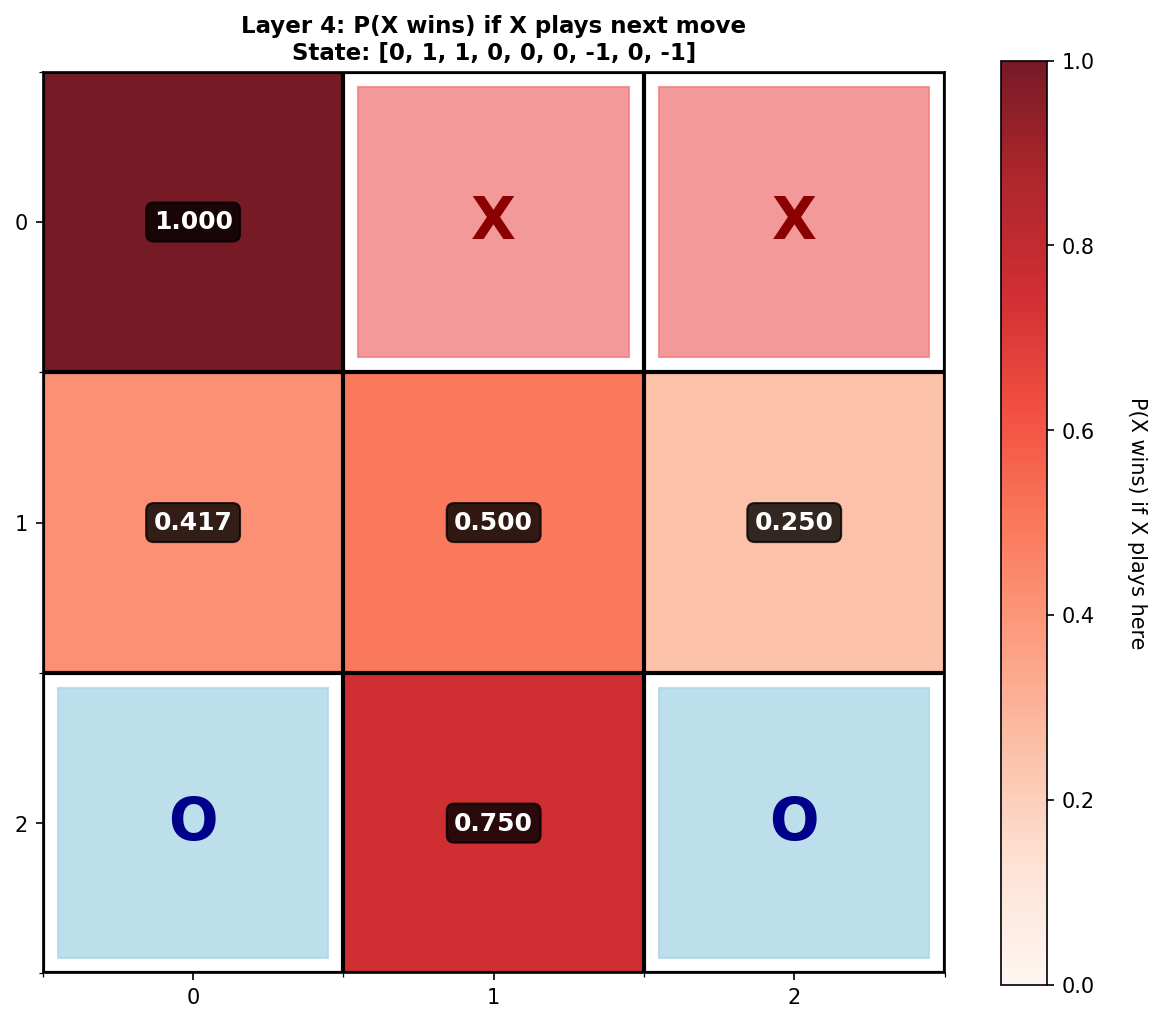 Layer 4: P(X wins) if X plays next move
State: [0, 1, 1, 0, 0, 0, -1, 0, -1]
0
1.000
X
X
1
0.417
0.500
0.250
2
O
0.750
O
0
1
2
1.0
0.8
0.6
0.4
0.2
0.0
P(X wins) if X plays here